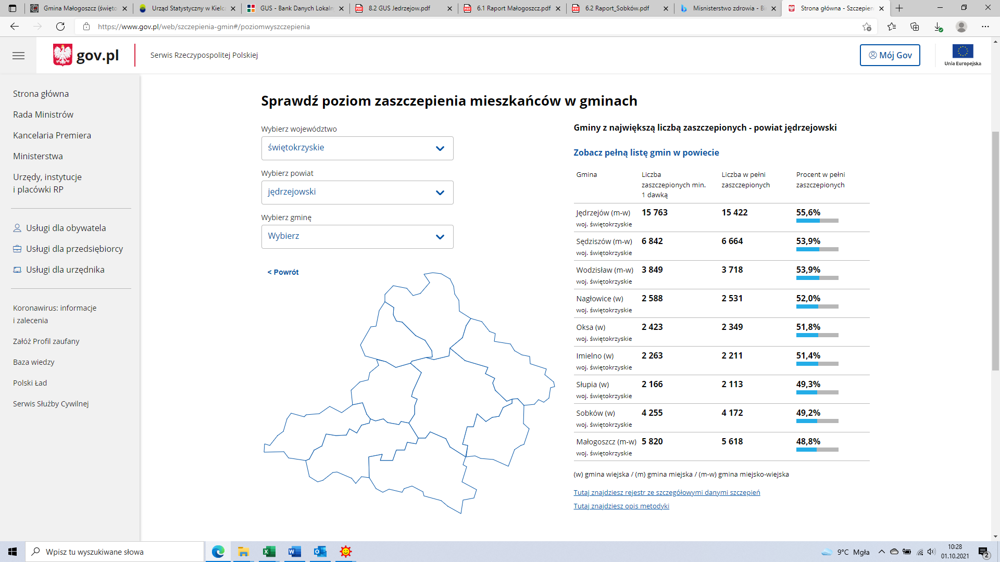 Gmina Małogoszcz (święto
Urząd Statystyczny w Kielca
GUS - Bank Danych Lokaln
8.2 GUS Jedrzejow.pdf
6.1 Raport Małogoszcz.pdf
6.2 Raport_Sobków.pdf
Misnisterstwo zdrowia - Bi
Strona główna - Szczepien
https://www.gov.pl/web/szczepienia-gmin#/poziomwyszczepienia
gov.pl
Serwis Rzeczypospolitej Polskiej
Mój Gov
Unia Europejska
Strona główna
Rada Ministrów
Kancelaria Premiera
Ministerstwa
Urzędy, instytucje
i placówki RP
Usługi dla obywatela
Usługi dla przedsiębiorcy
Usługi dla urzędnika
Koronawirus: informacje
i zalecenia
Załóż Profil zaufany
Baza wiedzy
Polski Ład
Serwis Służby Cywilnej
Sprawdź poziom zaszczepienia mieszkańców w gminach
Wybierz województwo
świętokrzyskie
Wybierz powiat
jędrzejowski
Wybierz gminę
Wybierz
< Powrót
Gminy z największą liczbą zaszczepionych - powiat jędrzejowski
Zobacz pełną listę gmin w powiecie
Gmina Liczba zaszczepionych min. 1 dawką Liczba w pełni zaszczepionych Procent w pełni zaszczepionych
Jędrzejów (m-w) 15 763 15 422 55,6%
woj. świętokrzyskie
Sędziszów (m-w) 6 842 6 664 53,9%
woj. świętokrzyskie
Wodzisław (m-w) 3 849 3 718 53,9%
woj. świętokrzyskie
Nagłowice (w) 2 588 2 531 52,0%
woj. świętokrzyskie
Oksa (w) 2 423 2 349 51,8%
woj. świętokrzyskie
Imielno (w) 2 263 2 211 51,4%
woj. świętokrzyskie
Słupia (w) 2 166 2 113 49,3%
woj. świętokrzyskie
Sobków (w) 4 255 4 172 49,2%
woj. świętokrzyskie
Małogoszcz (m-w) 5 820 5 618 48,8%
woj. świętokrzyskie
(w) gmina wiejska / (m) gmina miejska / (m-w) gmina miejsko-wiejska
Tutaj znajdziesz rejestr ze szczegółowymi danymi szczepień
Tutaj znajdziesz opis metodyki
Wpisz tu wyszukiwane słowa
9°C Mgła
10:28
01.10.2021
2